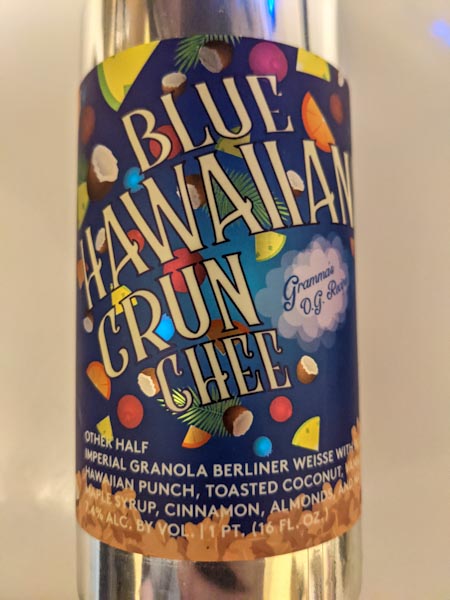 BLUE
HAWAIIAN
CRUN
CHEE
Gramma's
O.G.
OTHER HALF
IMPERIAL GRANOLA BERLINER WEISSE WITH
HAWAIIAN PUNCH, TOASTED COCONUT,
MAPLE SYRUP, CINNAMON, ALMONDS, AND
7.4% ALC. BY VOL. | 1 PT. (16 FL. OZ.)